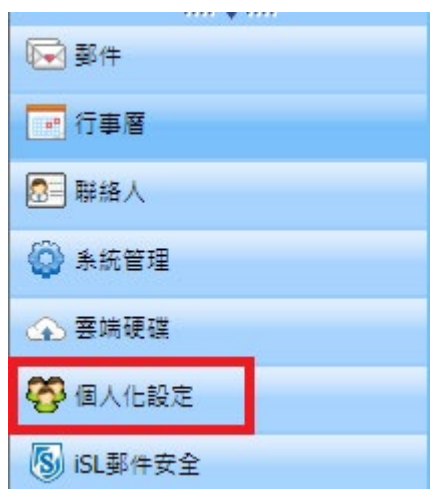 郵件
行事曆
聯絡人
系統管理
雲端硬碟
個人化設定
iSL郵件安全